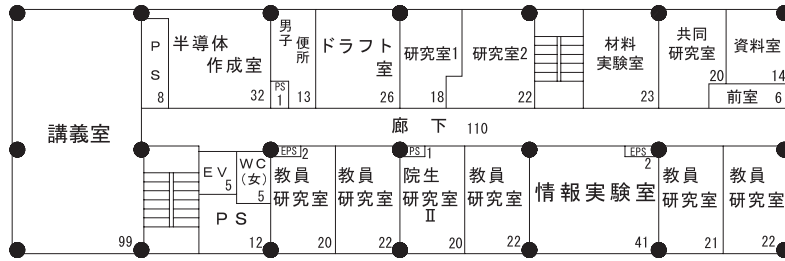 講義室
99
PS
8
半導体
作成室
32
男子
便所
PS
1
13
ドラフト
室
26
研究室1
18
研究室2
22
材料
実験室
23
共同
研究室
20
資料室
14
前室 6
廊下 110
EV
5
WC
(女)
5
PS
12
EPS 2
教員
研究室
20
教員
研究室
22
PS 1
院生
研究室
Ⅱ
20
教員
研究室
22
情報実験室
EPS
2
41
教員
研究室
21
教員
研究室
22